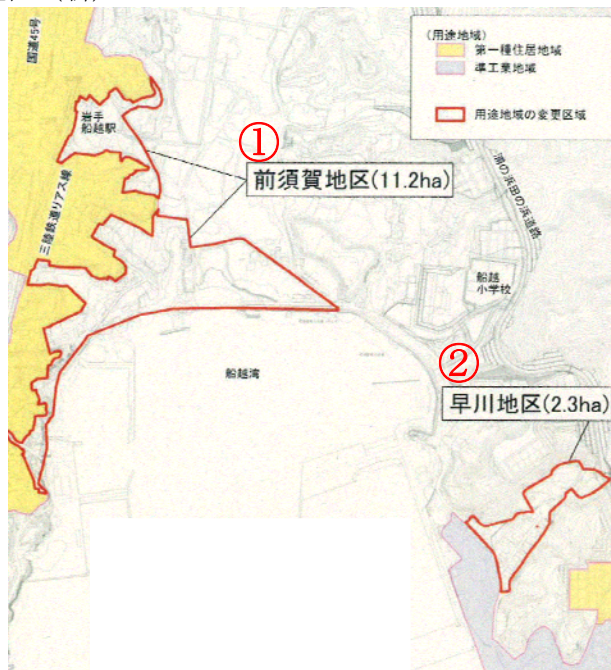 国道45号
(用途地域)
第一種住居地域
準工業地域
用途地域の変更区域
岩手
船越駅
①
前須賀地区(11.2ha)
三陸鉄道リアス線
浦の浜田の浜道路
船越
小学校
船越湾
②
早川地区(2.3ha)